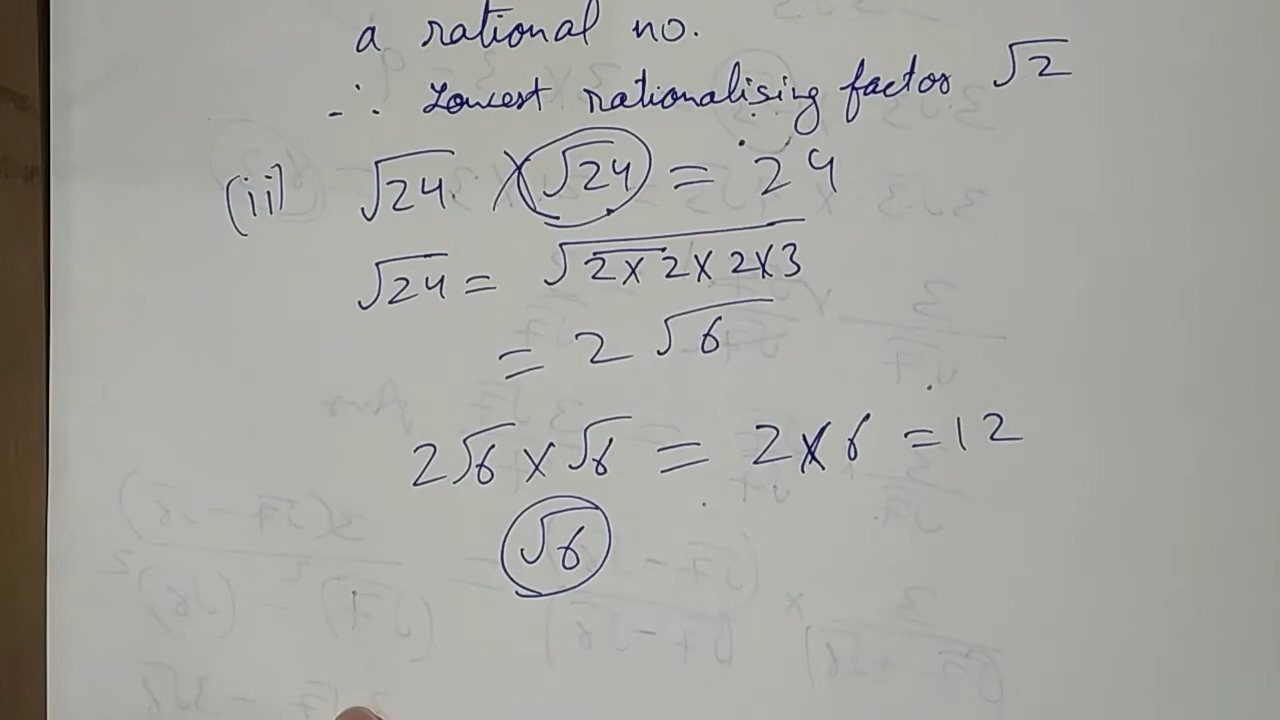 a rational no.
∴ Lowest rationalising factor √2
(ii) √24 × √24 = 24
√24 = √2×2×2×3
= 2 √6
2√6 × √6 = 2×6 = 12
√6